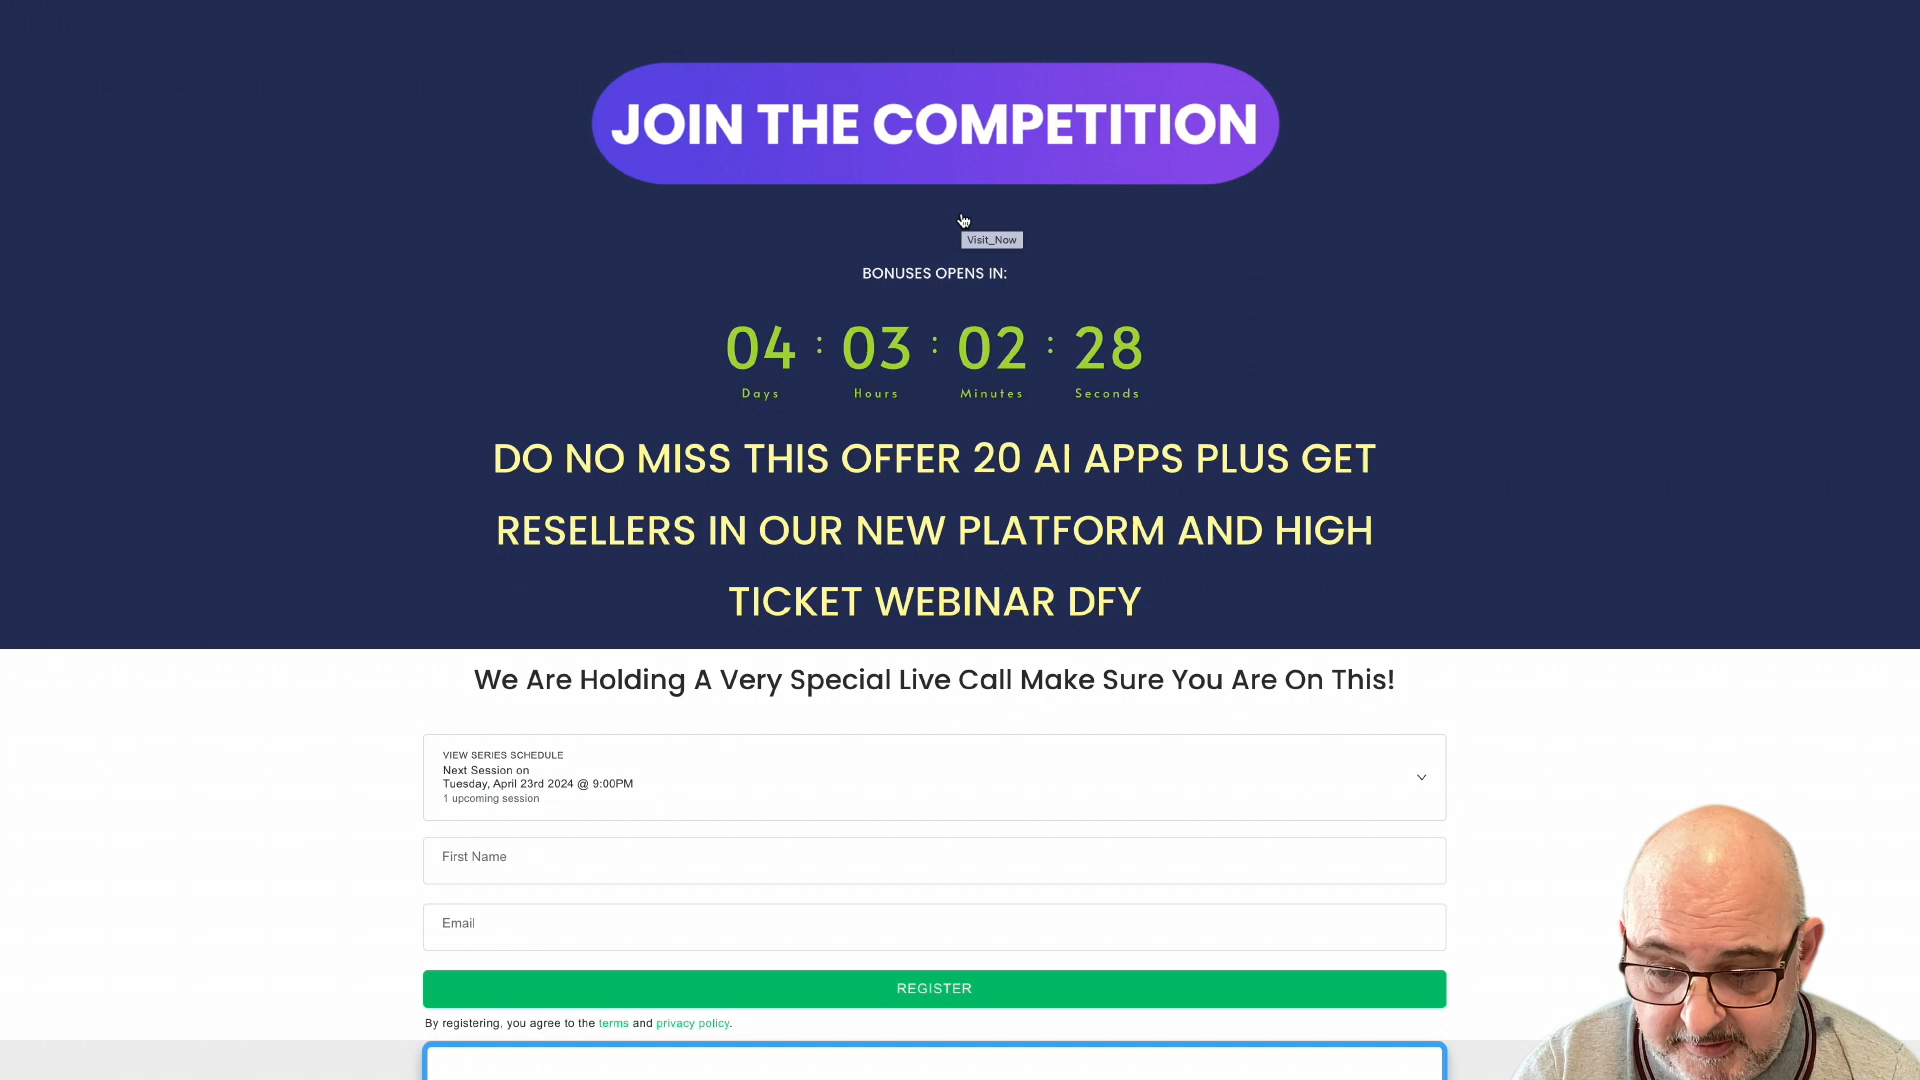 JOIN THE COMPETITION
Visit_Now
BONUSES OPENS IN:
04 : 03 : 02 : 28
Days Hours Minutes Seconds
DO NO MISS THIS OFFER 20 AI APPS PLUS GET
RESELLERS IN OUR NEW PLATFORM AND HIGH
TICKET WEBINAR DFY
We Are Holding A Very Special Live Call Make Sure You Are On This!
VIEW SERIES SCHEDULE
Next Session on
Tuesday, April 23rd 2024 @ 9:00PM
1 upcoming session
First Name
Email
REGISTER
By registering, you agree to the terms and privacy policy.